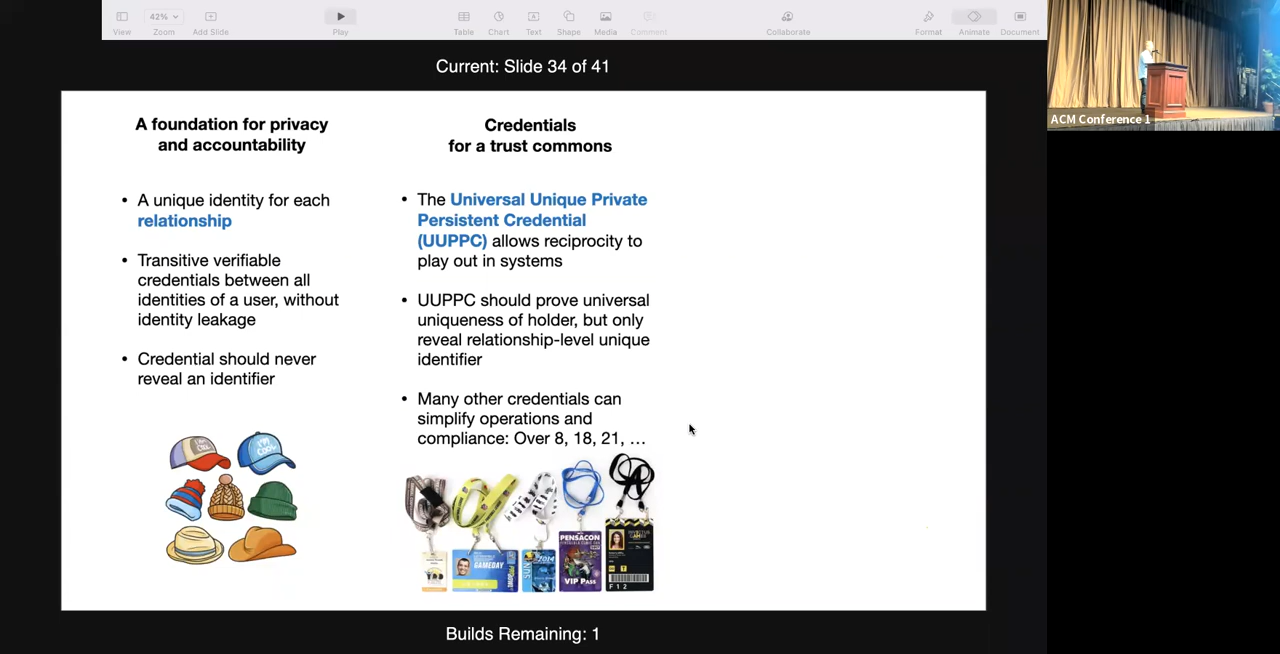 42%
View
Zoom
Add Slide
Play
Table
Chart
Text
Shape
Media
Comment
Collaborate
Format
Animate
Document
ACM Conference 1
Current: Slide 34 of 41
A foundation for privacy
and accountability
• A unique identity for each
relationship
• Transitive verifiable
credentials between all
identities of a user, without
identity leakage
• Credential should never
reveal an identifier
Credentials
for a trust commons
• The Universal Unique Private
Persistent Credential
(UUPPC) allows reciprocity to
play out in systems
• UUPPC should prove universal
uniqueness of holder, but only
reveal relationship-level unique
identifier
• Many other credentials can
simplify operations and
compliance: Over 8, 18, 21, …
GAMEDAY
SUN
2014
PENSACON
VIP PASS
F 1 2
Builds Remaining: 1